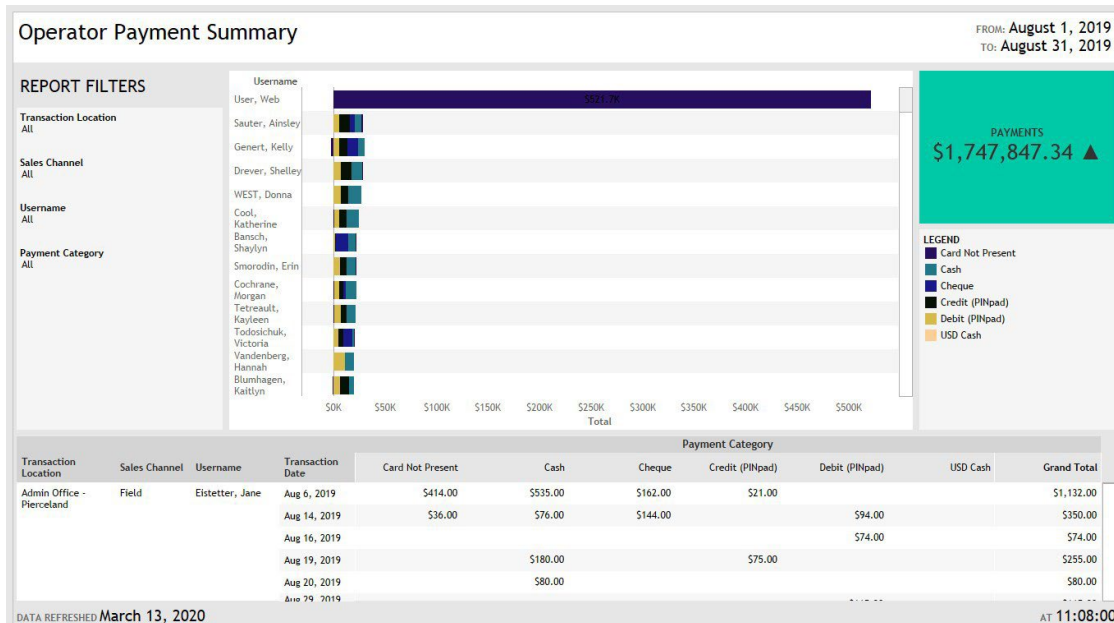 Operator Payment Summary
FROM: August 1, 2019
TO: August 31, 2019
REPORT FILTERS
Transaction Location
All
Sales Channel
All
Username
All
Payment Category
All
Username
User, Web
$521.7K
Sauter, Ainsley
Genert, Kelly
Drever, Shelley
WEST, Donna
Cool,
Katherine
Bansch,
Shaylyn
Smorodin, Erin
Cochrane,
Morgan
Tetreault,
Kayleen
Todosichuk,
Victoria
Vandenberg,
Hannah
Blumhagen,
Kaitlyn
$0K $50K $100K $150K $200K $250K $300K $350K $400K $450K $500K
Total
PAYMENTS
$1,747,847.34 ▲
LEGEND
Card Not Present
Cash
Cheque
Credit (PINpad)
Debit (PINpad)
USD Cash
Payment Category
Transaction Location Sales Channel Username Transaction Date Card Not Present Cash Cheque Credit (PINpad) Debit (PINpad) USD Cash Grand Total
Admin Office - Pierceland Field Eistetter, Jane Aug 6, 2019 $414.00 $535.00 $162.00 $21.00 $1,132.00
Aug 14, 2019 $36.00 $76.00 $144.00 $94.00 $350.00
Aug 16, 2019 $74.00 $74.00
Aug 19, 2019 $180.00 $75.00 $255.00
Aug 20, 2019 $80.00 $80.00
Aug 29, 2019
DATA REFRESHED March 13, 2020
AT 11:08:00